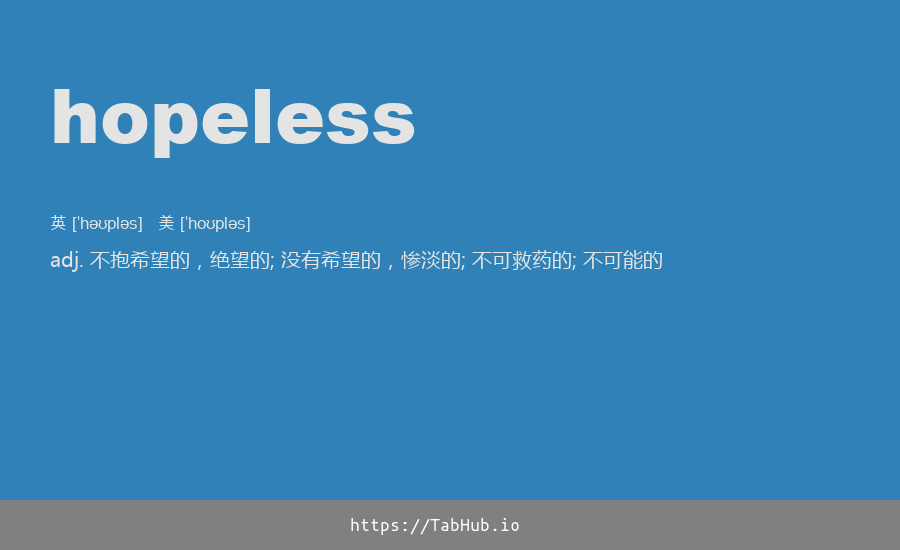 hopeless
英 [ˈhəʊpləs] 美 [ˈhoʊpləs]
adj. 不抱希望的，绝望的; 没有希望的，惨淡的; 不可救药的; 不可能的
https://TabHub.io